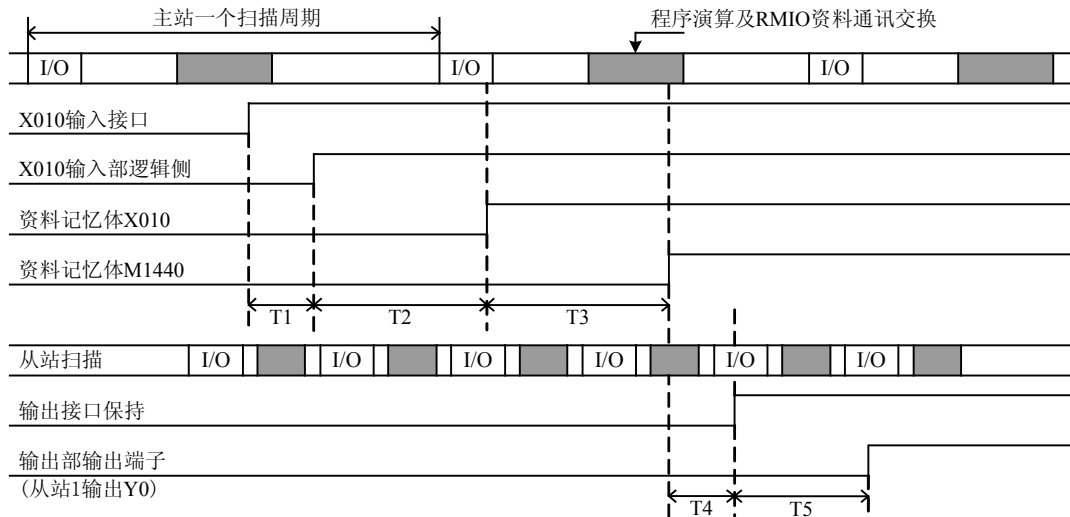 主站一个扫描周期
程序演算及RMIO资料通讯交换
I/O I/O I/O
X010输入接口
X010输入部逻辑侧
资料记忆体X010
资料记忆体M1440
T1 T2 T3
从站扫描 I/O I/O I/O I/O I/O I/O
输出接口保持
输出部输出端子
(从站1输出Y0)
T4 T5